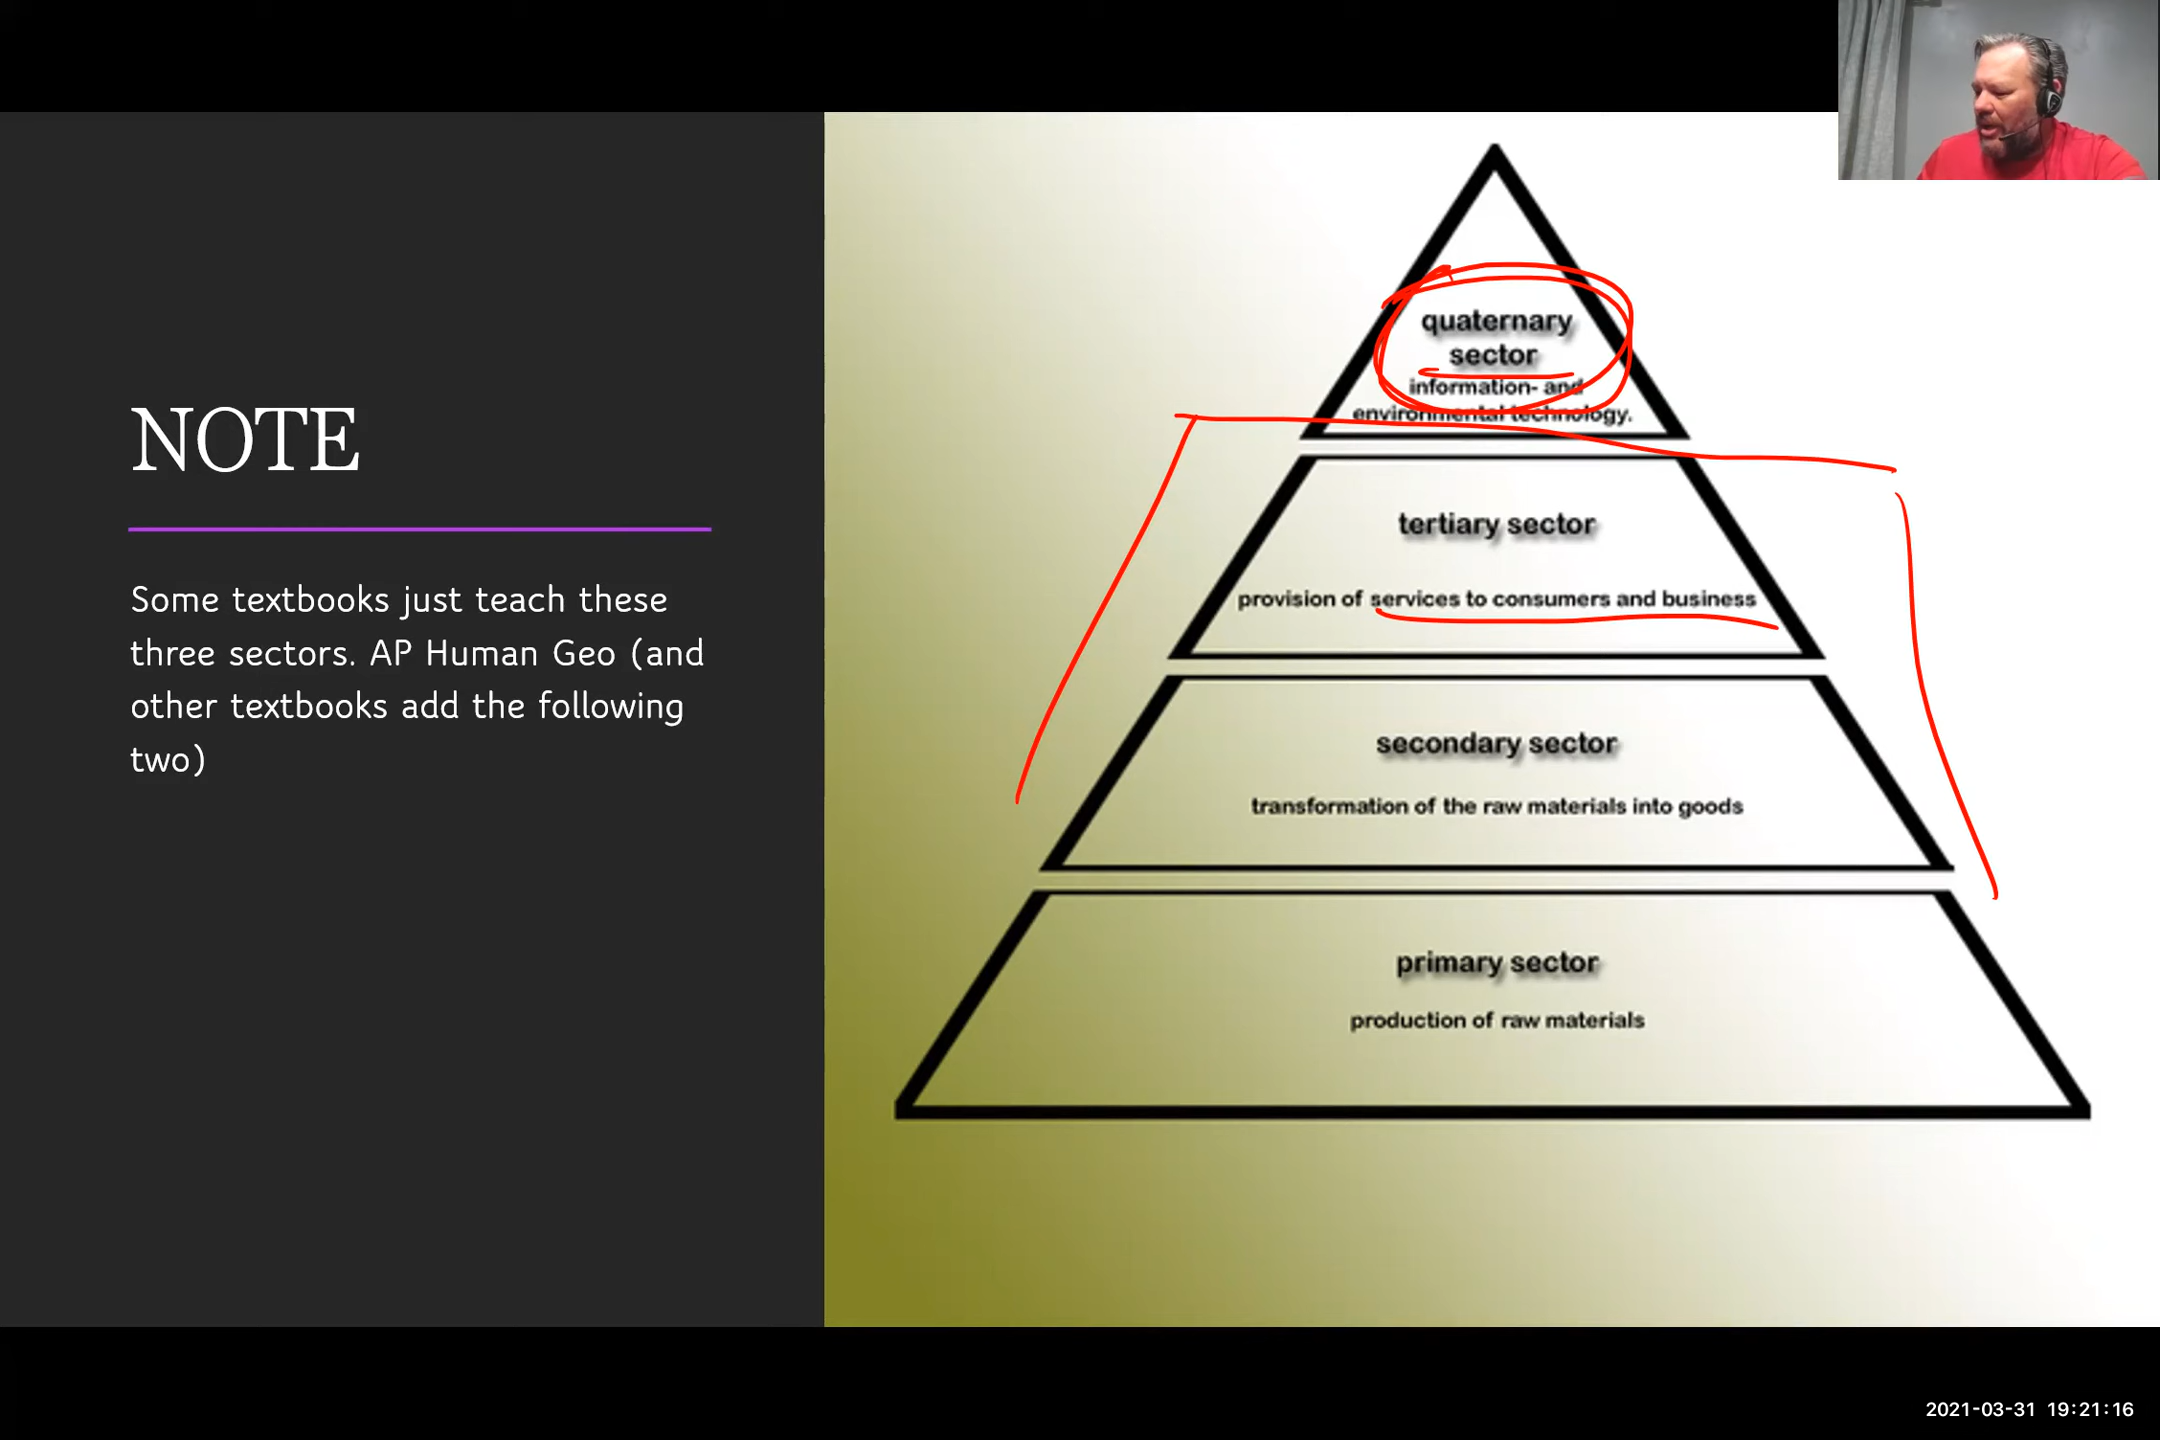 NOTE
Some textbooks just teach these
three sectors. AP Human Geo (and
other textbooks add the following
two)
quaternary
sector
information- and
environmental technology.
tertiary sector
provision of services to consumers and business
secondary sector
transformation of the raw materials into goods
primary sector
production of raw materials
2021-03-31 19:21:16